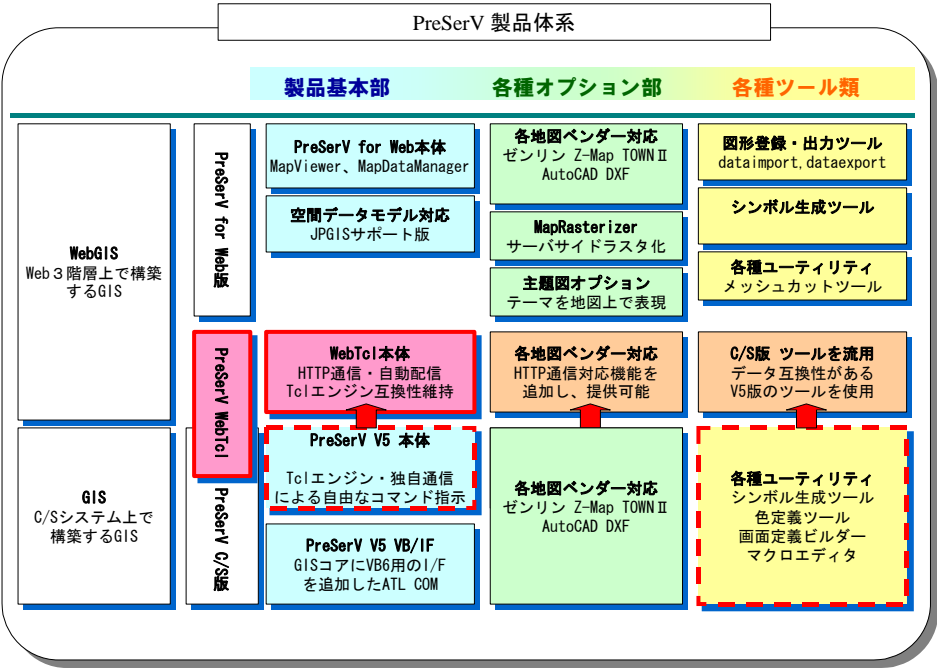 PreSerV 製品体系
製品基本部
各種オプション部
各種ツール類
WebGIS
Web３階層上で構築
するGIS
PreSerV for Web版
PreSerV for Web本体
MapViewer、MapDataManager
空間データモデル対応
JPGISサポート版
各地図ベンダー対応
ゼンリン Z-Map TOWNⅡ
AutoCAD DXF
MapRasterizer
サーバサイドラスタ化
主題図オプション
テーマを地図上で表現
図形登録・出力ツール
dataimport,dataexport
シンボル生成ツール
各種ユーティリティ
メッシュカットツール
PreSerV WebTcl
WebTcl本体
HTTP通信・自動配信
Tclエンジン互換性維持
各地図ベンダー対応
HTTP通信対応機能を
追加し、提供可能
C/S版 ツールを流用
データ互換性がある
V5版のツールを使用
GIS
C/Sシステム上で
構築するGIS
PreSerV C/S版
PreSerV V5 本体
Tclエンジン・独自通信
による自由なコマンド指示
PreSerV V5 VB/IF
GISコアにVB6用のI/F
を追加したATL COM
各地図ベンダー対応
ゼンリン Z-Map TOWNⅡ
AutoCAD DXF
各種ユーティリティ
シンボル生成ツール
色定義ツール
画面定義ビルダー
マクロエディタ